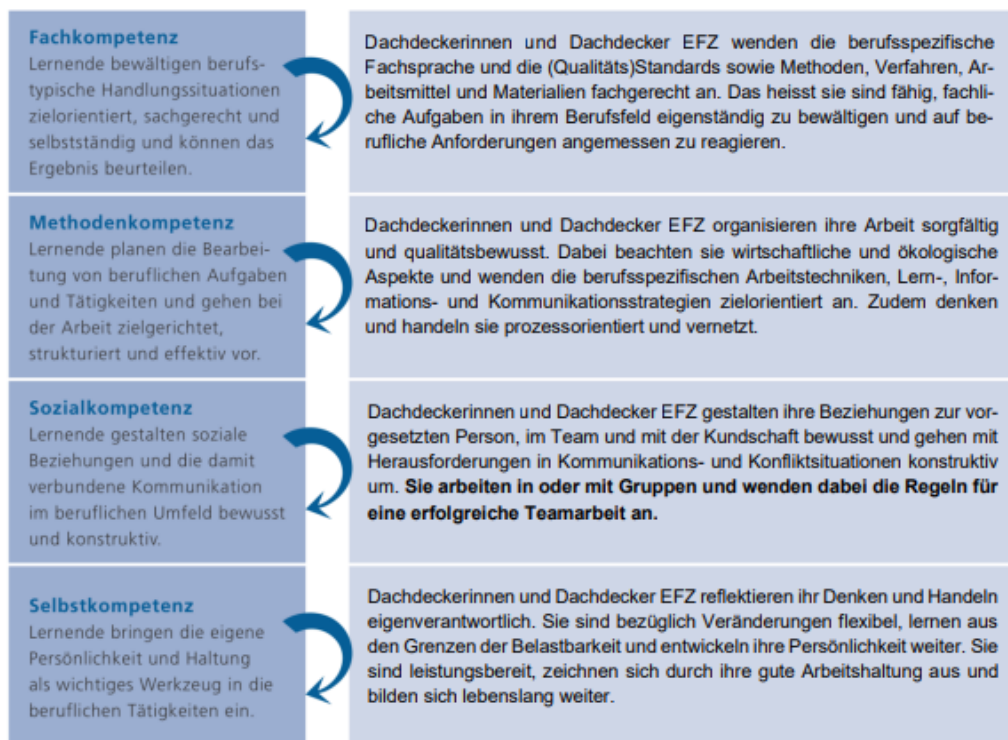 Fachkompetenz
Lernende bewältigen berufs-
typische Handlungssituationen
zielorientiert, sachgerecht und
selbstständig und können das
Ergebnis beurteilen.
Dachdeckerinnen und Dachdecker EFZ wenden die berufsspezifische
Fachsprache und die (Qualitäts)Standards sowie Methoden, Verfahren, Ar-
beitsmittel und Materialien fachgerecht an. Das heisst sie sind fähig, fachli-
che Aufgaben in ihrem Berufsfeld eigenständig zu bewältigen und auf be-
rufliche Anforderungen angemessen zu reagieren.
Methodenkompetenz
Lernende planen die Bearbei-
tung von beruflichen Aufgaben
und Tätigkeiten und gehen bei
der Arbeit zielgerichtet,
strukturiert und effektiv vor.
Dachdeckerinnen und Dachdecker EFZ organisieren ihre Arbeit sorgfältig
und qualitätsbewusst. Dabei beachten sie wirtschaftliche und ökologische
Aspekte und wenden die berufsspezifischen Arbeitstechniken, Lern-, Infor-
mations- und Kommunikationsstrategien zielorientiert an. Zudem denken
und handeln sie prozessorientiert und vernetzt.
Sozialkompetenz
Lernende gestalten soziale
Beziehungen und die damit
verbundene Kommunikation
im beruflichen Umfeld bewusst
und konstruktiv.
Dachdeckerinnen und Dachdecker EFZ gestalten ihre Beziehungen zur vor-
gesetzten Person, im Team und mit der Kundschaft bewusst und gehen mit
Herausforderungen in Kommunikations- und Konfliktsituationen konstruktiv
um. Sie arbeiten in oder mit Gruppen und wenden dabei die Regeln für
eine erfolgreiche Teamarbeit an.
Selbstkompetenz
Lernende bringen die eigene
Persönlichkeit und Haltung
als wichtiges Werkzeug in die
beruflichen Tätigkeiten ein.
Dachdeckerinnen und Dachdecker EFZ reflektieren ihr Denken und Handeln
eigenverantwortlich. Sie sind bezüglich Veränderungen flexibel, lernen aus
den Grenzen der Belastbarkeit und entwickeln ihre Persönlichkeit weiter. Sie
sind leistungsbereit, zeichnen sich durch ihre gute Arbeitshaltung aus und
bilden sich lebenslang weiter.